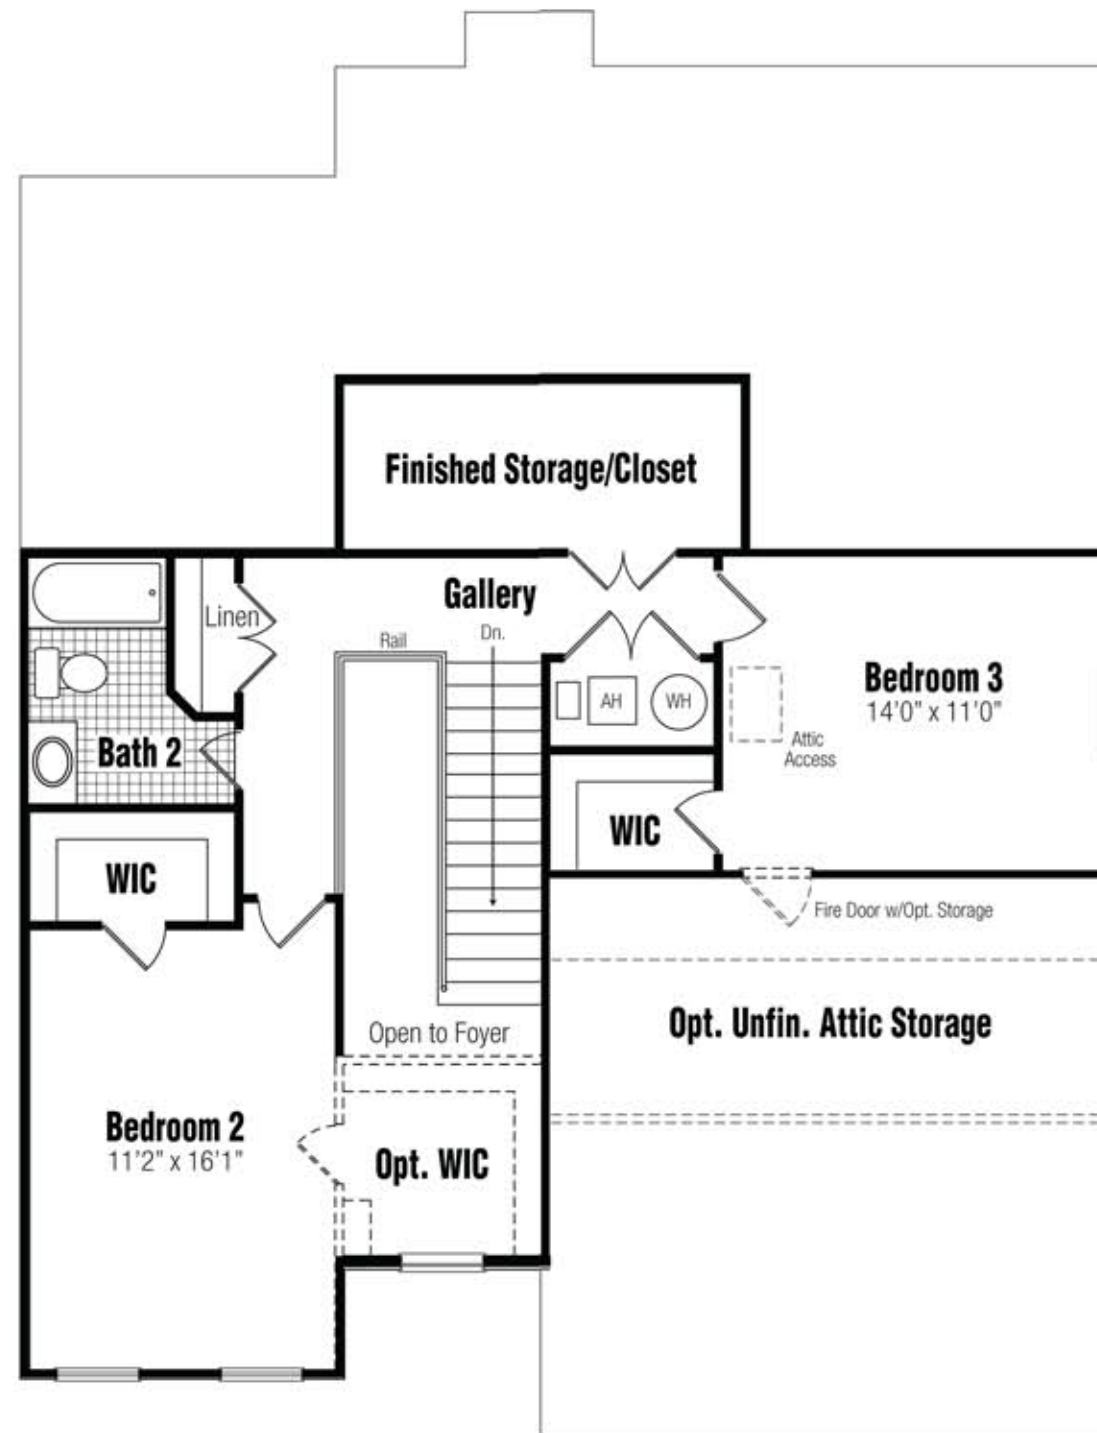 Finished Storage/Closet
Gallery
Linen
Rail
Dn.
AH
WH
Bedroom 3
14'0" x 11'0"
Attic
Access
Bath 2
WIC
WIC
Fire Door w/Opt. Storage
Opt. Unfin. Attic Storage
Open to Foyer
Bedroom 2
11'2" x 16'1"
Opt. WIC